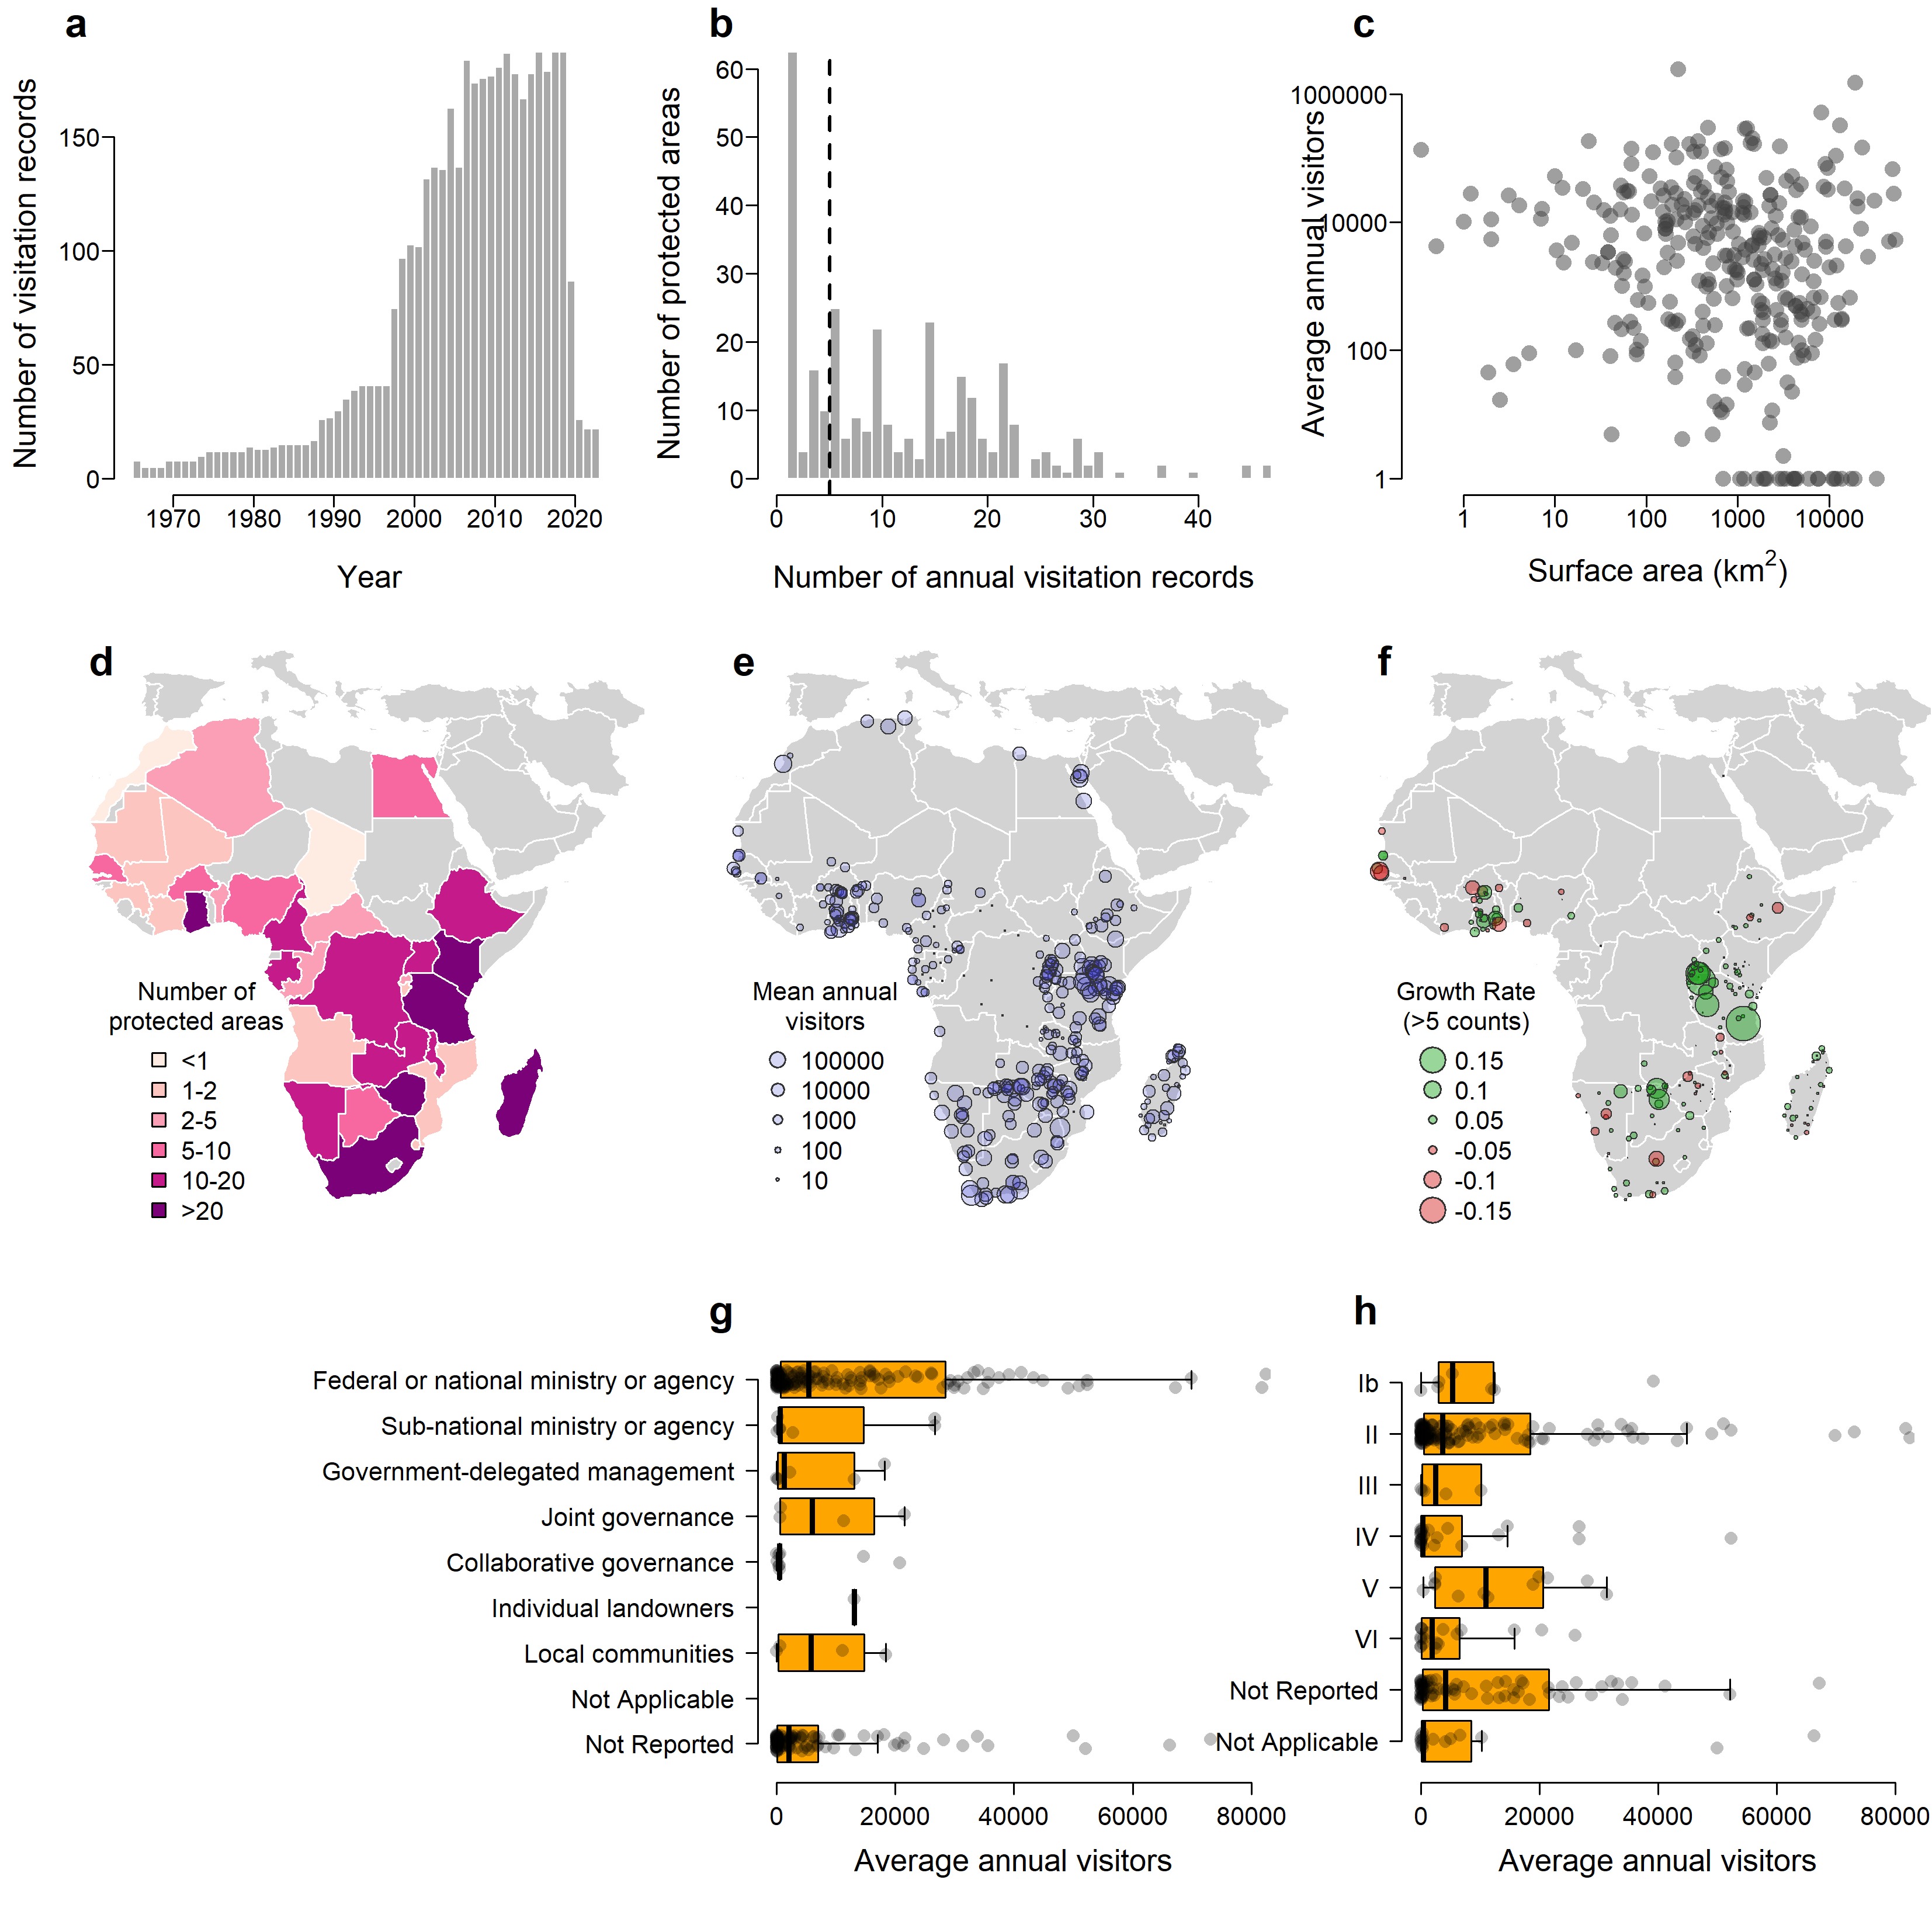 a
Number of visitation records
150
100
50
0
1970 1980 1990 2000 2010 2020
Year
b
Number of protected areas
60
50
40
30
20
10
0
0 10 20 30 40
Number of annual visitation records
c
Average annual visitors
1000000
10000
100
1
1 10 100 1000 10000
Surface area (km²)
d
Number of
protected areas
<1
1-2
2-5
5-10
10-20
>20
e
Mean annual
visitors
100000
10000
1000
100
10
f
Growth Rate
(>5 counts)
0.15
0.1
0.05
-0.05
-0.1
-0.15
g
Federal or national ministry or agency
Sub-national ministry or agency
Government-delegated management
Joint governance
Collaborative governance
Individual landowners
Local communities
Not Applicable
Not Reported
0 20000 40000 60000 80000
Average annual visitors
h
Ib
II
III
IV
V
VI
Not Reported
Not Applicable
0 20000 40000 60000 80000
Average annual visitors